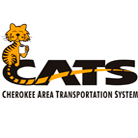 CATS
CHEROKEE AREA TRANSPORTATION SYSTEM